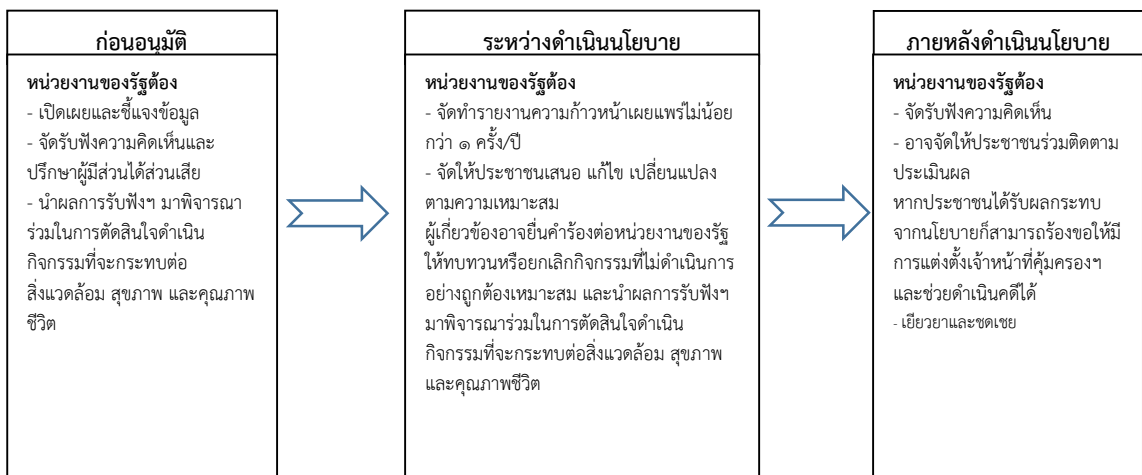 ก่อนอนุมัติ
หน่วยงานของรัฐต้อง
- เปิดเผยและชี้แจงข้อมูล
- จัดรับฟังความคิดเห็นและ
ปรึกษาผู้มีส่วนได้ส่วนเสีย
- นำผลการรับฟังฯ มาพิจารณา
ร่วมในการตัดสินใจดำเนิน
กิจกรรมที่จะกระทบต่อ
สิ่งแวดล้อม สุขภาพ และคุณภาพ
ชีวิต
ระหว่างดำเนินนโยบาย
หน่วยงานของรัฐต้อง
- จัดทำรายงานความก้าวหน้าเผยแพร่ไม่น้อย
กว่า ๑ ครั้ง/ปี
- จัดให้ประชาชนเสนอ แก้ไข เปลี่ยนแปลง
ตามความเหมาะสม
ผู้เกี่ยวข้องอาจยื่นคำร้องต่อหน่วยงานของรัฐ
ให้ทบทวนหรือยกเลิกกิจกรรมที่ไม่ดำเนินการ
อย่างถูกต้องเหมาะสม และนำผลการรับฟังฯ
มาพิจารณาร่วมในการตัดสินใจดำเนิน
กิจกรรมที่จะกระทบต่อสิ่งแวดล้อม สุขภาพ
และคุณภาพชีวิต
ภายหลังดำเนินนโยบาย
หน่วยงานของรัฐต้อง
- จัดรับฟังความคิดเห็น
- อาจจัดให้ประชาชนร่วมติดตาม
ประเมินผล
หากประชาชนได้รับผลกระทบ
จากนโยบายก็สามารถร้องขอให้มี
การแต่งตั้งเจ้าหน้าที่คุ้มครองฯ
และช่วยดำเนินคดีได้
- เยียวยาและชดเชย